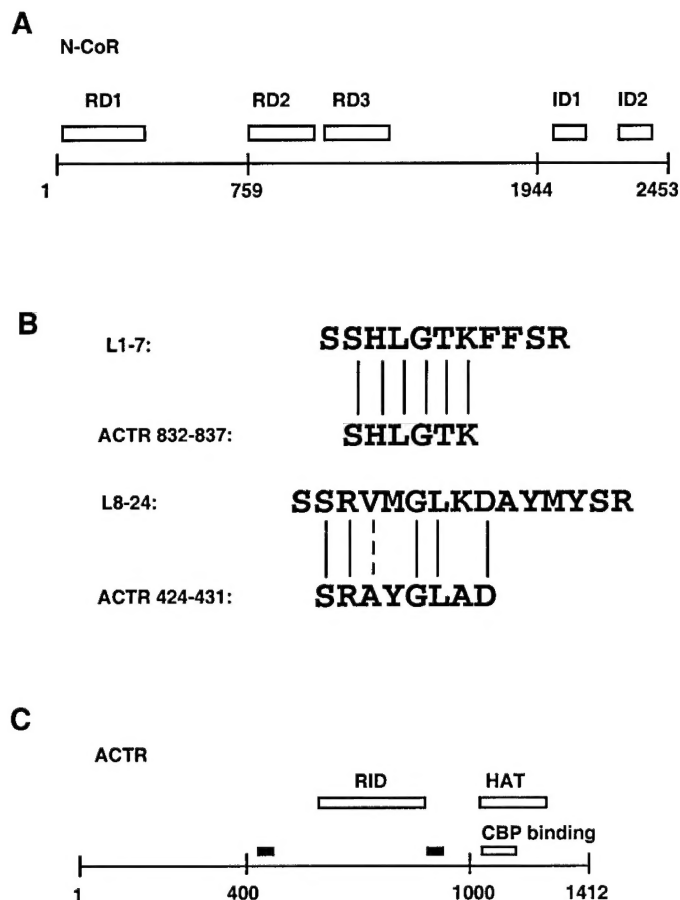 A
N-CoR
RD1 RD2 RD3 ID1 ID2
1 759 1944 2453
B
L1-7: SSHLGTKFFSR
ACTR 832-837: SHLGTK
L8-24: SSRVMGLKDAYMYSR
ACTR 424-431: SRAYGLAD
C
ACTR
RID HAT
CBP binding
1 400 1000 1412